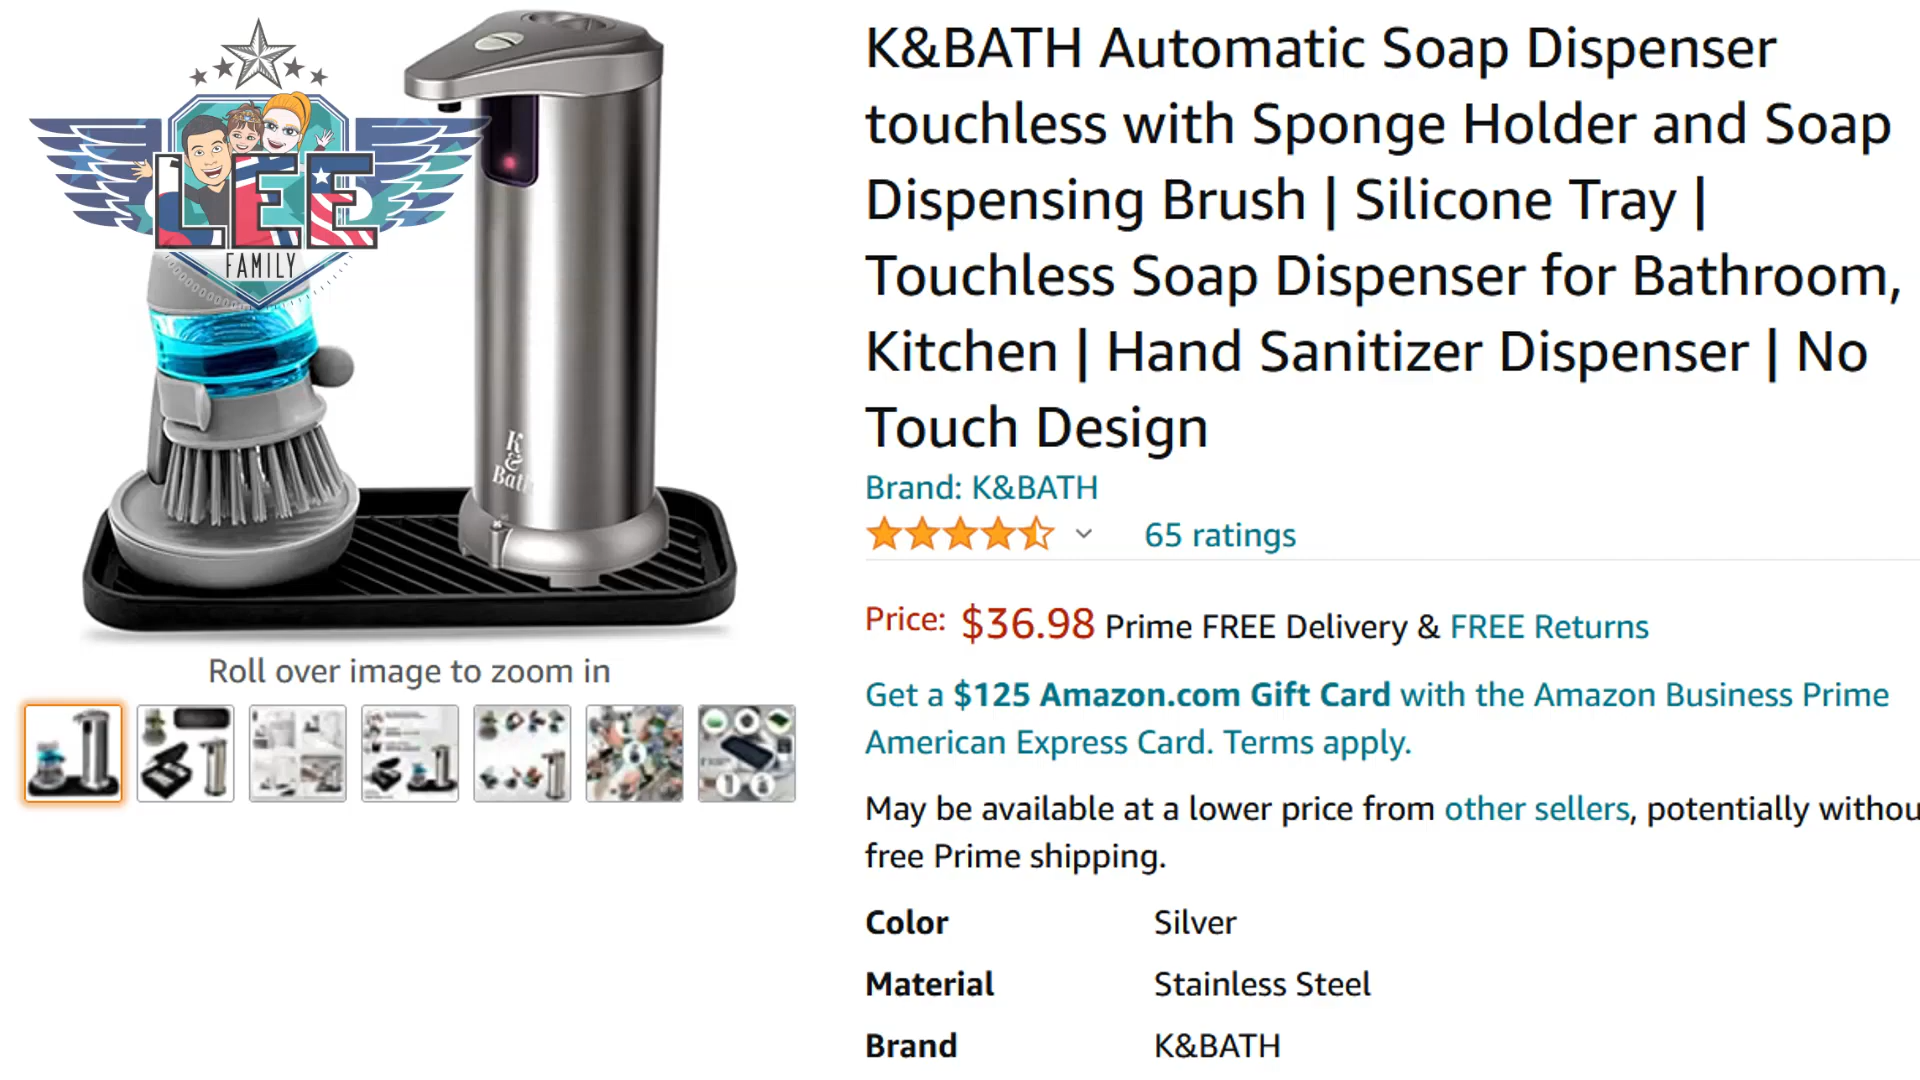 LEE
FAMILY
K
&
Bath
Roll over image to zoom in
K&BATH Automatic Soap Dispenser
touchless with Sponge Holder and Soap
Dispensing Brush | Silicone Tray |
Touchless Soap Dispenser for Bathroom,
Kitchen | Hand Sanitizer Dispenser | No
Touch Design
Brand: K&BATH
65 ratings
Price: $36.98 Prime FREE Delivery & FREE Returns
Get a $125 Amazon.com Gift Card with the Amazon Business Prime
American Express Card. Terms apply.
May be available at a lower price from other sellers, potentially withou
free Prime shipping.
Color Silver
Material Stainless Steel
Brand K&BATH